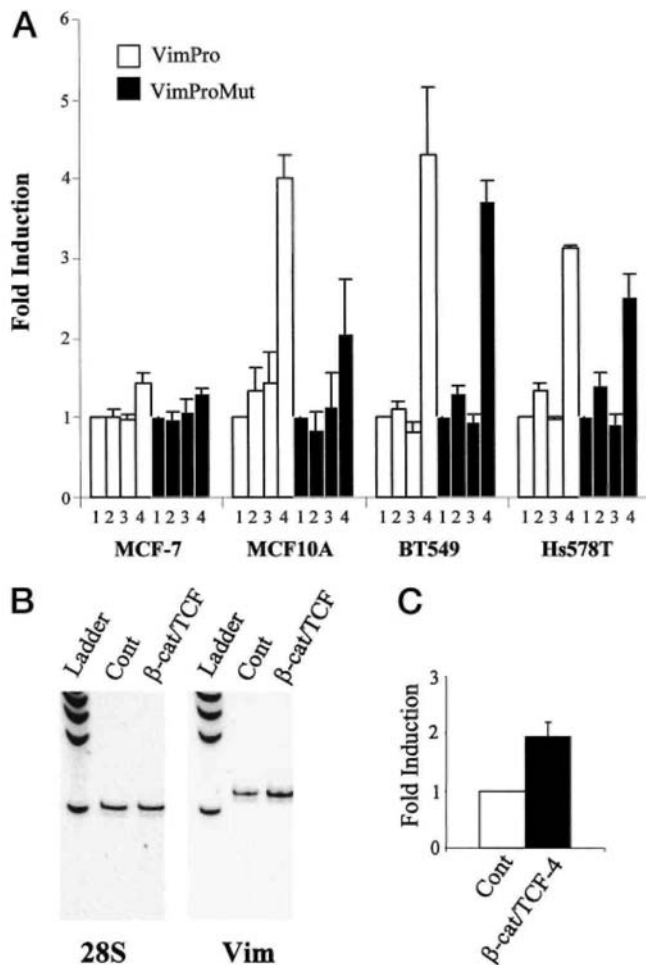 A
6
5
4
3
2
1
0
Fold Induction
VimPro
VimProMut
1 2 3 4 1 2 3 4 1 2 3 4 1 2 3 4 1 2 3 4 1 2 3 4 1 2 3 4 1 2 3 4
MCF-7 MCF10A BT549 Hs578T
B
Ladder Cont β-cat/TCF Ladder Cont β-cat/TCF
28S Vim
C
3
2
1
0
Fold Induction
Cont β-cat/TCF-4